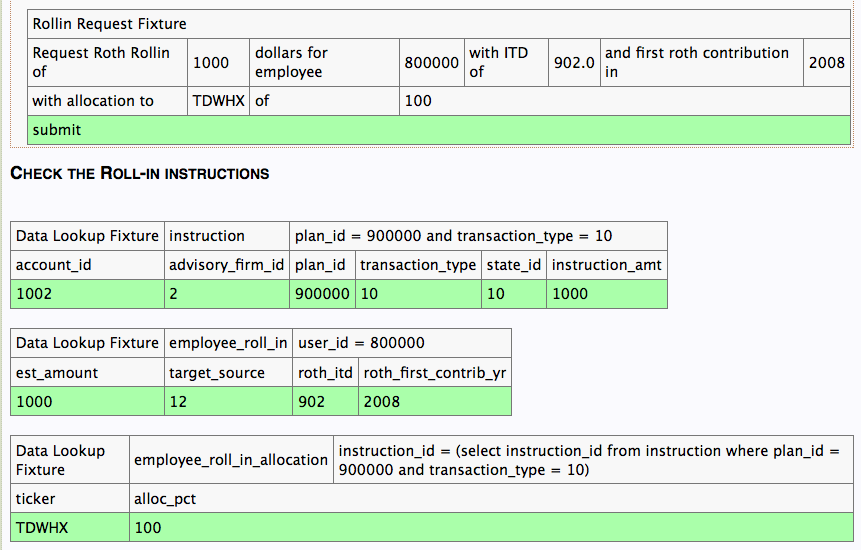 Rollin Request Fixture
Request Roth Rollin of 1000 dollars for employee 800000 with ITD of 902.0 and first roth contribution in 2008
with allocation to TDWHX of 100
submit
CHECK THE ROLL-IN INSTRUCTIONS
Data Lookup Fixture instruction plan_id = 900000 and transaction_type = 10
account_id advisory_firm_id plan_id transaction_type state_id instruction_amt
1002 2 900000 10 10 1000
Data Lookup Fixture employee_roll_in user_id = 800000
est_amount target_source roth_itd roth_first_contrib_yr
1000 12 902 2008
Data Lookup Fixture employee_roll_in_allocation instruction_id = (select instruction_id from instruction where plan_id = 900000 and transaction_type = 10)
ticker alloc_pct
TDWHX 100